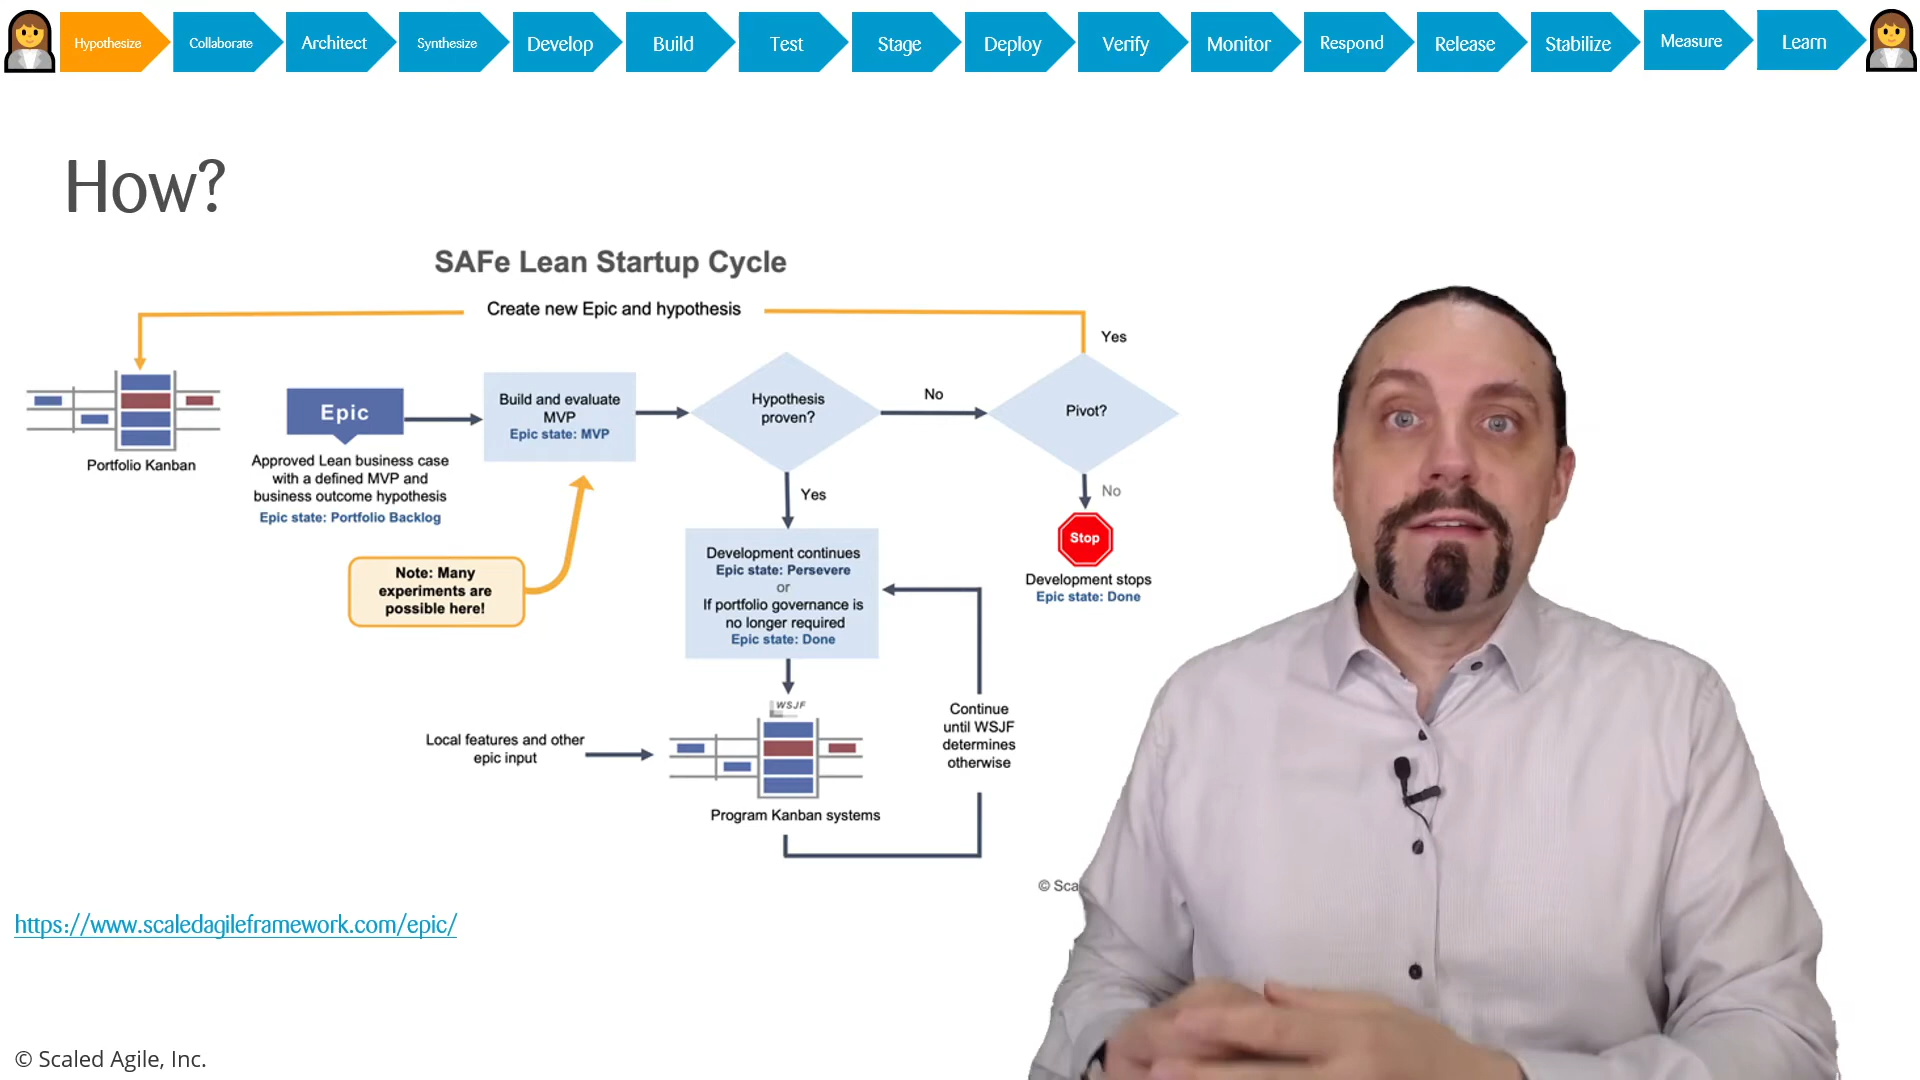 Hypothesize
Collaborate
Architect
Synthesize
Develop
Build
Test
Stage
Deploy
Verify
Monitor
Respond
Release
Stabilize
Measure
Learn
How?
SAFe Lean Startup Cycle
Create new Epic and hypothesis
Yes
Portfolio Kanban
Epic
Approved Lean business case
with a defined MVP and
business outcome hypothesis
Epic state: Portfolio Backlog
Build and evaluate
MVP
Epic state: MVP
Note: Many
experiments are
possible here!
Hypothesis
proven?
No
Pivot?
Yes
No
Stop
Development stops
Epic state: Done
Development continues
Epic state: Persevere
or
If portfolio governance is
no longer required
Epic state: Done
WSJF
Local features and other
epic input
Program Kanban systems
Continue
until WSJF
determines
otherwise
© Sca
https://www.scaledagileframework.com/epic/
© Scaled Agile, Inc.